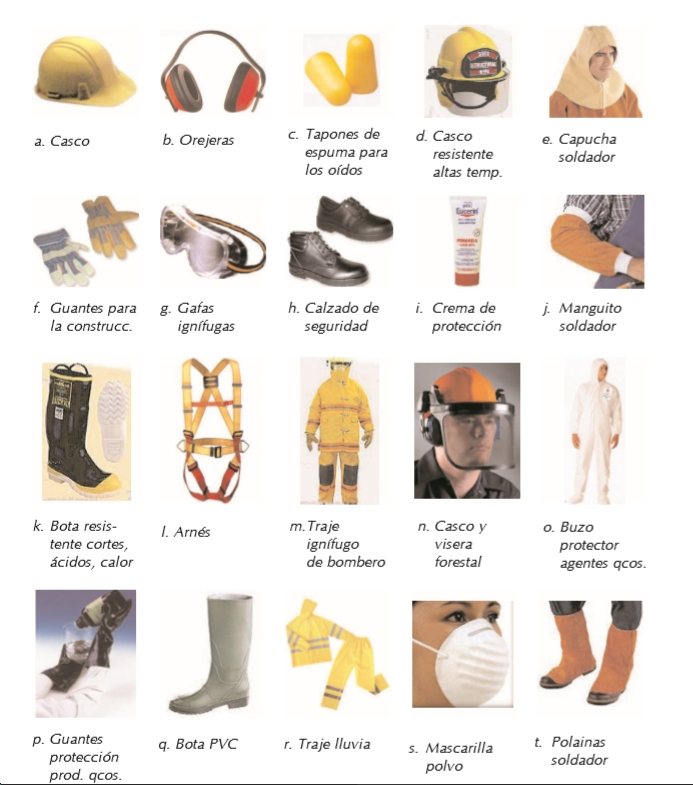 a. Casco
b. Orejeras
c. Tapones de
espuma para
los oídos
d. Casco
resistente
altas temp.
e. Capucha
soldador
Eucerin
f. Guantes para
la construcc.
g. Gafas
ignífugas
h. Calzado de
seguridad
i. Crema de
protección
j. Manguito
soldador
k. Bota resis-
tente cortes,
ácidos, calor
l. Arnés
m. Traje
ignífugo
de bombero
n. Casco y
visera
forestal
o. Buzo
protector
agentes qcos.
p. Guantes
protección
prod. qcos.
q. Bota PVC
r. Traje lluvia
s. Mascarilla
polvo
t. Polainas
soldador